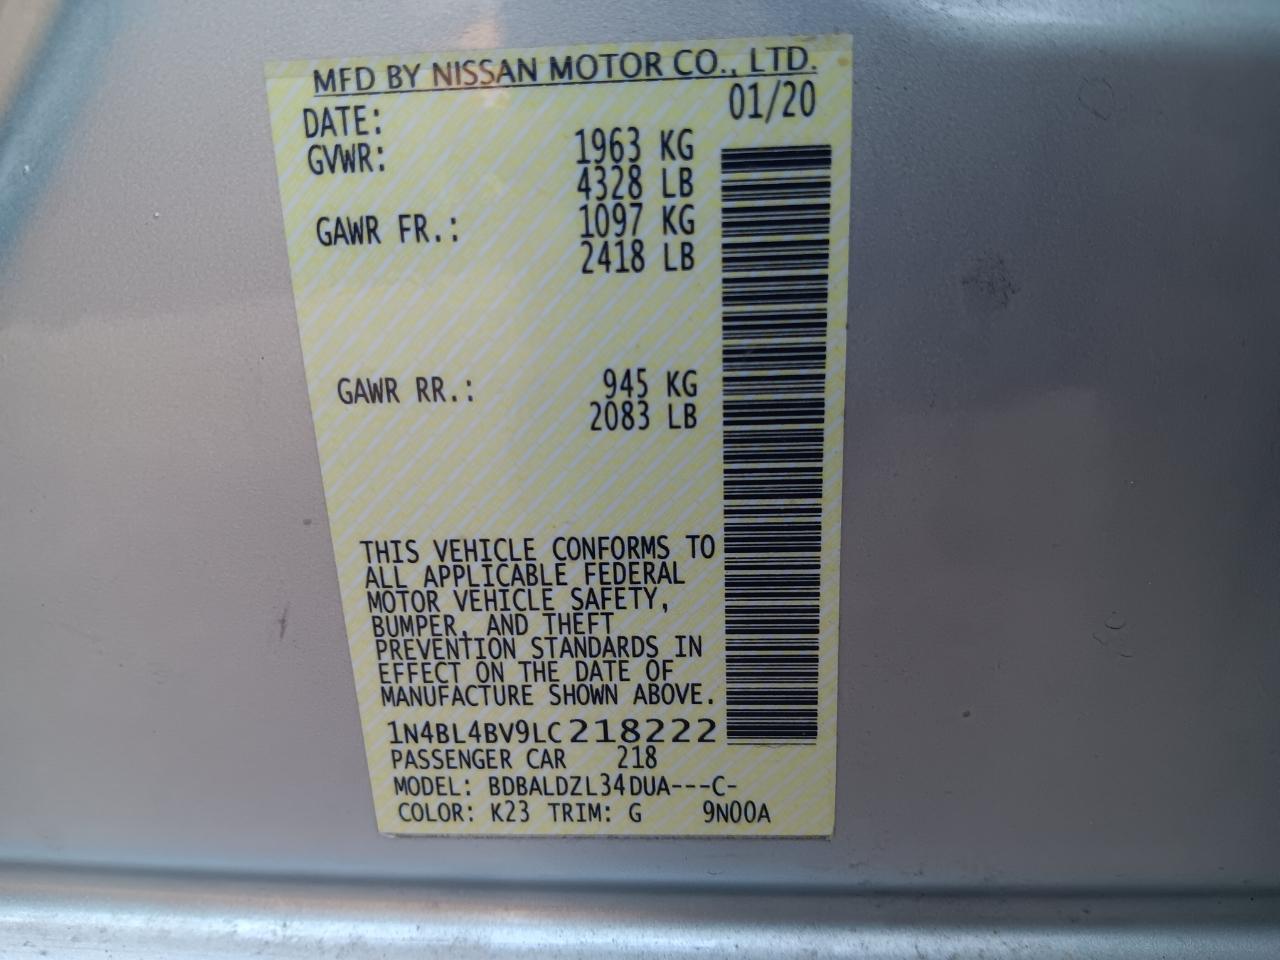 MFD BY NISSAN MOTOR CO., LTD.
DATE: 01/20
GVWR: 1963 KG
4328 LB
GAWR FR.: 1097 KG
2418 LB
GAWR RR.: 945 KG
2083 LB
THIS VEHICLE CONFORMS TO
ALL APPLICABLE FEDERAL
MOTOR VEHICLE SAFETY,
BUMPER, AND THEFT
PREVENTION STANDARDS IN
EFFECT ON THE DATE OF
MANUFACTURE SHOWN ABOVE.
1N4BL4BV9LC218222
PASSENGER CAR 218
MODEL: BDBALDZL34DUA---C-
COLOR: K23 TRIM: G 9N00A